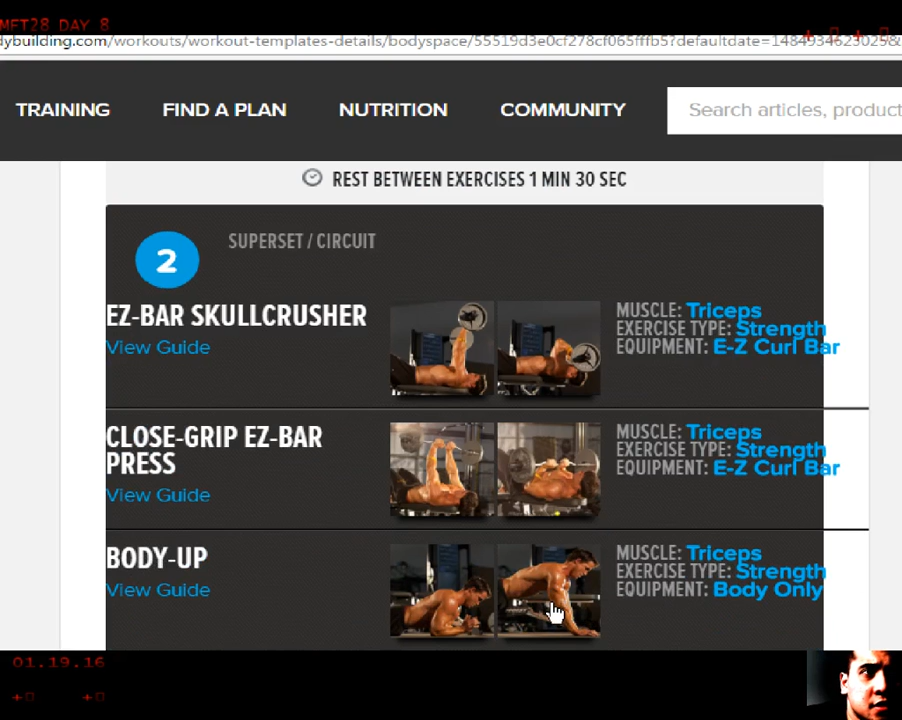 MFT28 DAY 8
dybuilding.com/workouts/workout-templates-details/bodyspace/55519d3e0cf278cf065fffb5?defaultdate=1484934623025&
TRAINING FIND A PLAN NUTRITION COMMUNITY Search articles, product
REST BETWEEN EXERCISES 1 MIN 30 SEC
2 SUPERSET / CIRCUIT
EZ-BAR SKULLCRUSHER
View Guide
MUSCLE: Triceps
EXERCISE TYPE: Strength
EQUIPMENT: E-Z Curl Bar
CLOSE-GRIP EZ-BAR
PRESS
View Guide
MUSCLE: Triceps
EXERCISE TYPE: Strength
EQUIPMENT: E-Z Curl Bar
BODY-UP
View Guide
MUSCLE: Triceps
EXERCISE TYPE: Strength
EQUIPMENT: Body Only
01.19.16